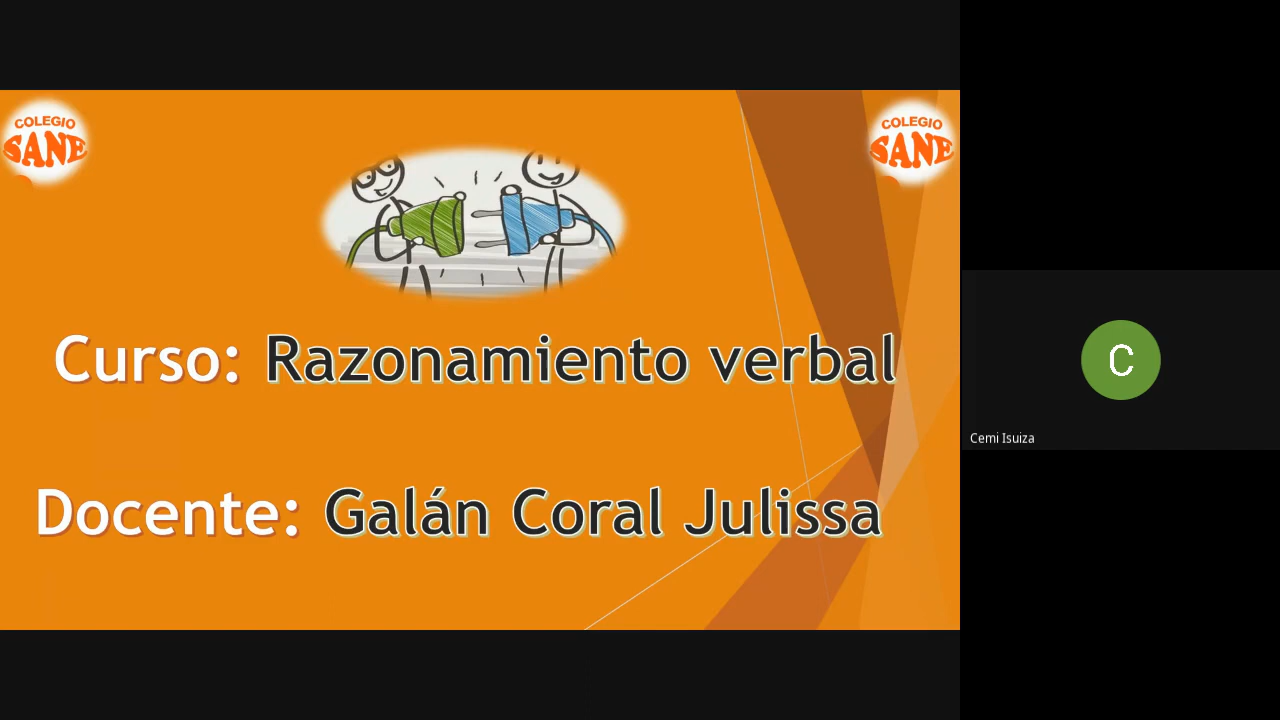 COLEGIO
SANE
COLEGIO
SANE
Curso: Razonamiento verbal
Docente: Galán Coral Julissa
C
Cemi Isuiza